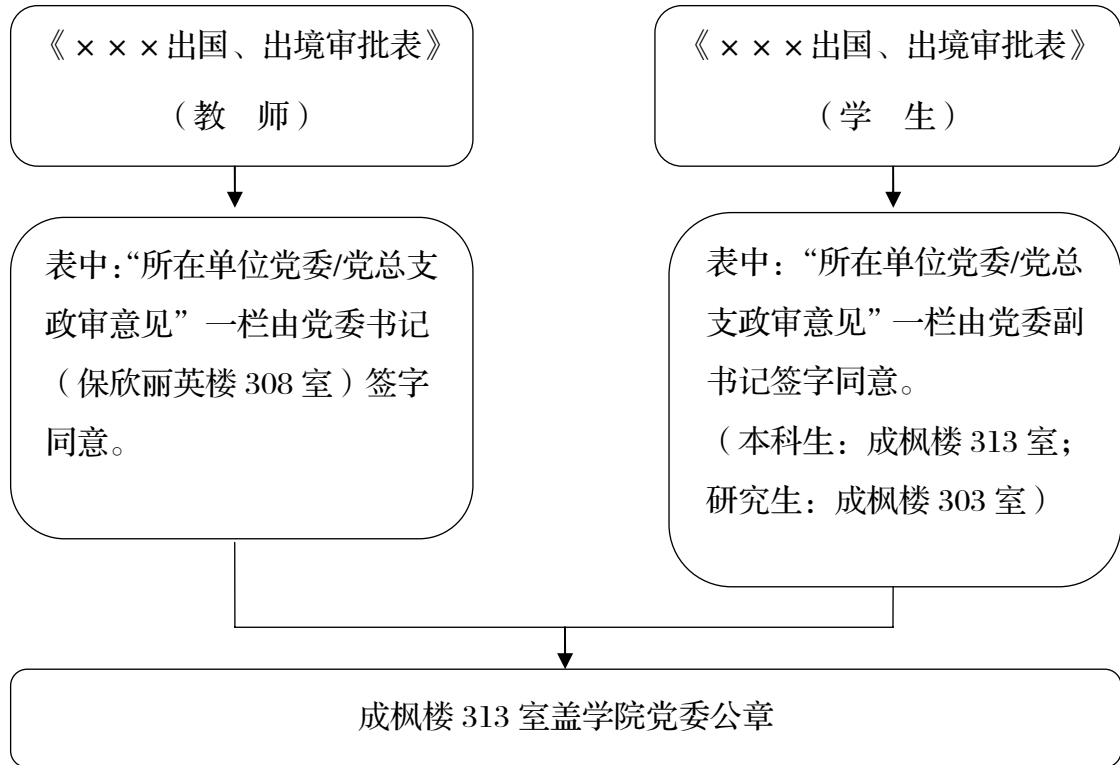 《×××出国、出境审批表》
（教 师）
《×××出国、出境审批表》
（学 生）
表中：“所在单位党委/党总支
政审意见” 一栏由党委书记
（保欣丽英楼 308 室）签字
同意。
表中：“所在单位党委/党总
支政审意见” 一栏由党委副
书记签字同意。
（本科生：成枫楼 313 室；
研究生：成枫楼 303 室）
成枫楼 313 室盖学院党委公章